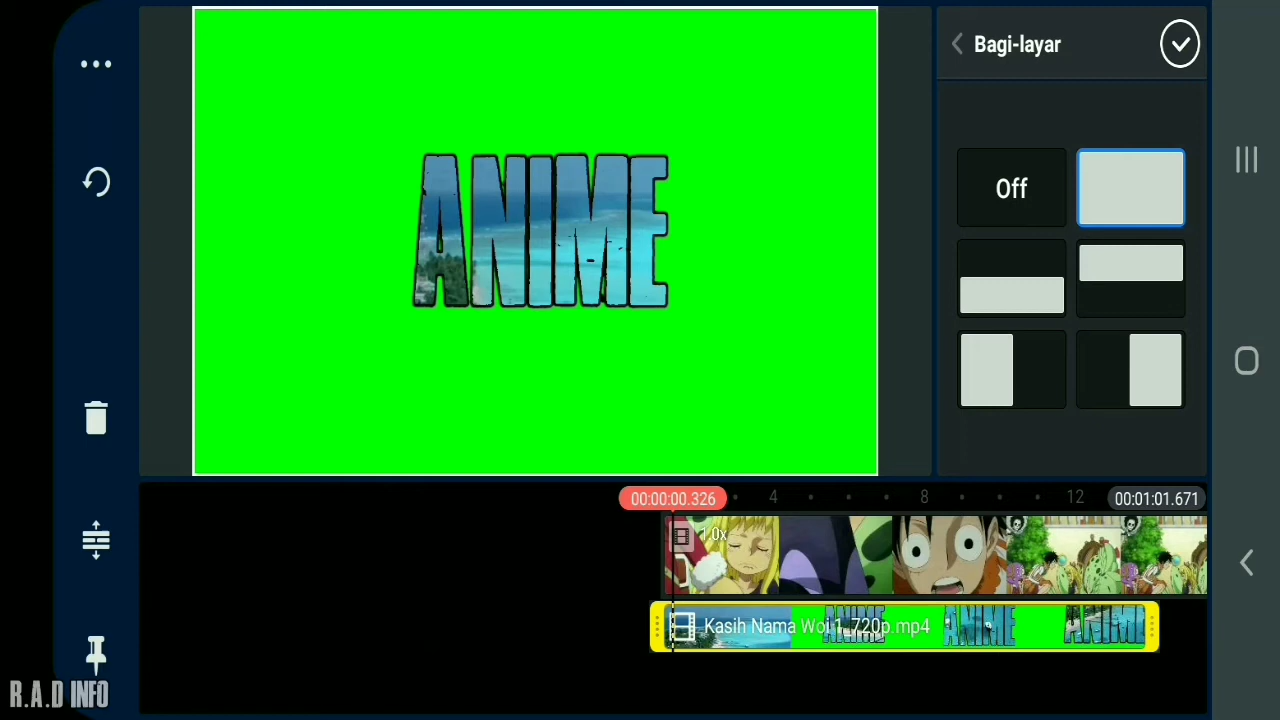 Bagi-layar
ANIME
Off
00:00:00.326
4
8
12
00:01:01.671
1.0x
Kasih Nama Woi 1_720p.mp4
ANIME ANIME ANIME
R.A.D INFO